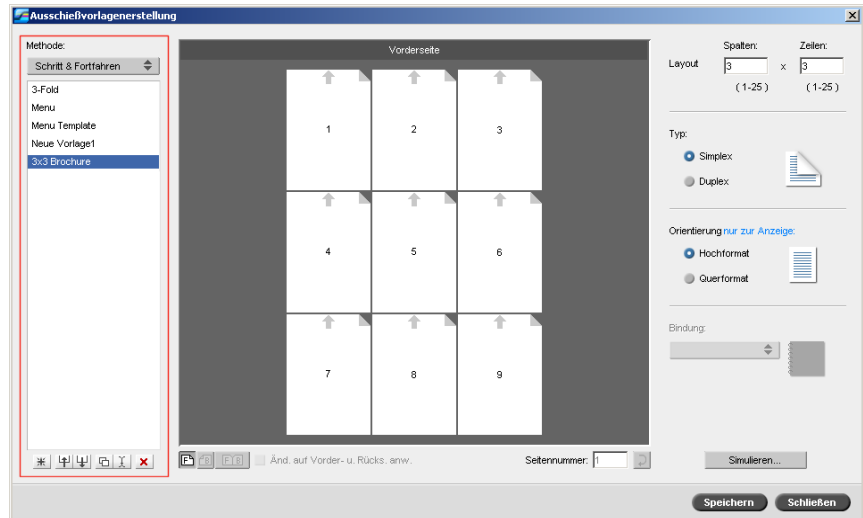 Ausschießvorlagenerstellung
Methode:
Schritt & Fortfahren
3-Fold
Menu
Menu Template
Neue Vorlage1
3x3 Brochure
Vorderseite
1 2 3
4 5 6
7 8 9
Änd. auf Vorder- u. Rücks. anw.
Seitennummer: 1
Spalten: Zeilen:
Layout 3 x 3
(1-25) (1-25)
Typ:
Simplex
Duplex
Orientierung nur zur Anzeige:
Hochformat
Querformat
Bindung:
Simulieren...
Speichern Schließen